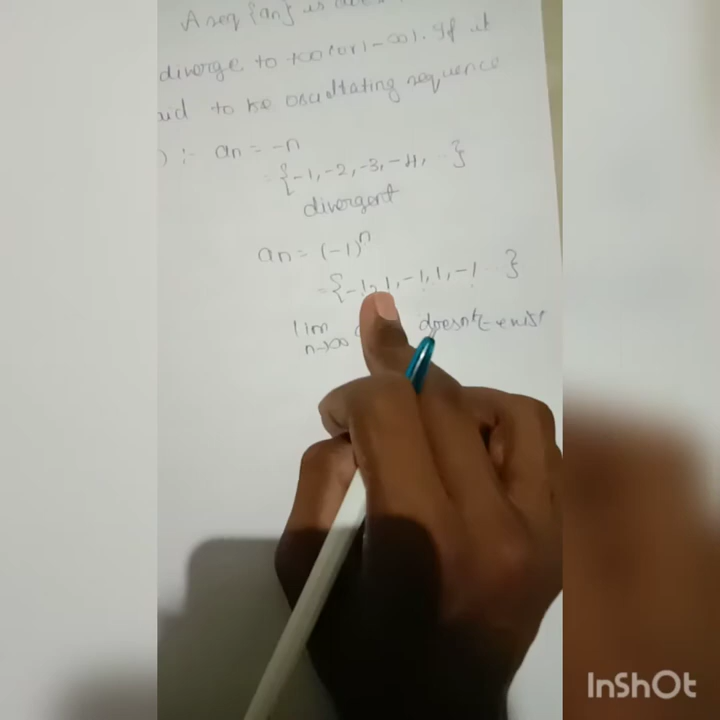 A seq {an} is
diverge to +∞ (or) -∞). If it
id to be oscillating sequence
) :- an = -n
= {-1, -2, -3, -4, ... }
divergent
an = (-1)^n
= {-1, 1, -1, 1, -1 ... }
lim n→∞ doesn't exist
InShOt